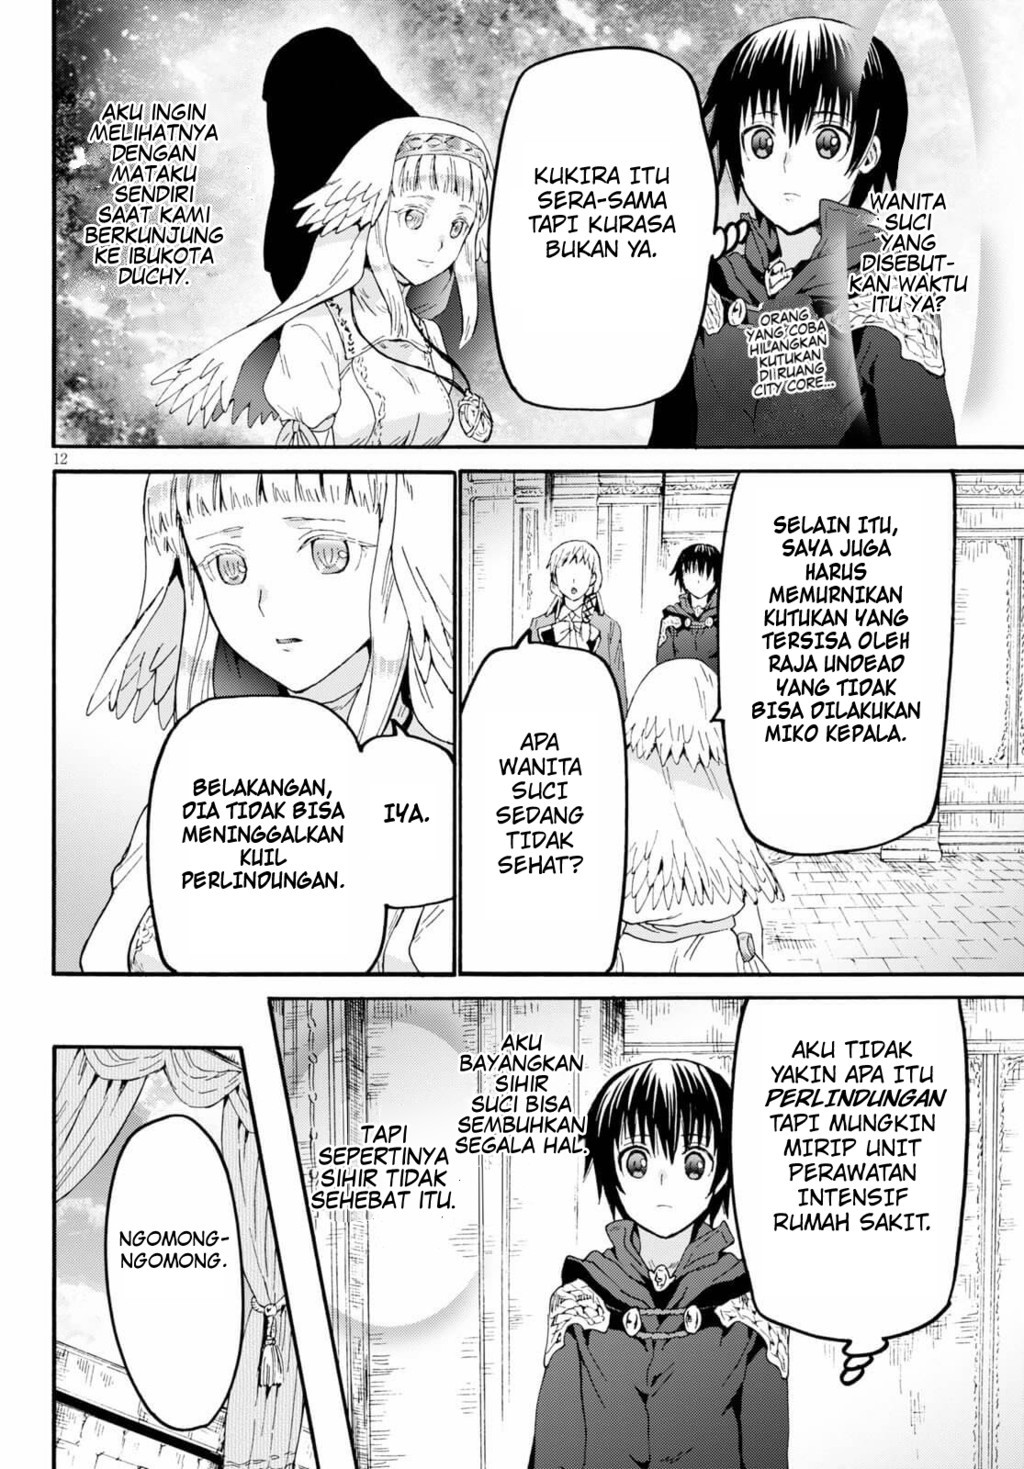 WANITA
SUCI
YANG
DISEBUT-
KAN WAKTU
ITU YA?
ORANG
YANG COBA
HILANGKAN
KUTUKAN
DI RUANG
CITY CORE...
KUKIRA ITU
SERA-SAMA
TAPI KURASA
BUKAN YA.
AKU INGIN
MELIHATNYA
DENGAN
MATAKU
SENDIRI
SAAT KAMI
BERKUNJUNG
KE IBUKOTA
DUCHY.
12
SELAIN ITU,
SAYA JUGA
HARUS
MEMURNIKAN
KUTUKAN YANG
TERSISA OLEH
RAJA UNDEAD
YANG TIDAK
BISA DILAKUKAN
MIKO KEPALA.
APA
WANITA
SUCI
SEDANG
TIDAK
SEHAT?
IYA.
BELAKANGAN,
DIA TIDAK BISA
MENINGGALKAN
KUIL
PERLINDUNGAN.
AKU TIDAK
YAKIN APA ITU
PERLINDUNGAN
TAPI MUNGKIN
MIRIP UNIT
PERAWATAN
INTENSIF
RUMAH SAKIT.
AKU
BAYANGKAN
SIHIR
SUCI BISA
SEMBUHKAN
SEGALA HAL.
TAPI
SEPERTINYA
SIHIR TIDAK
SEHEBAT ITU.
NGOMONG-
NGOMONG.